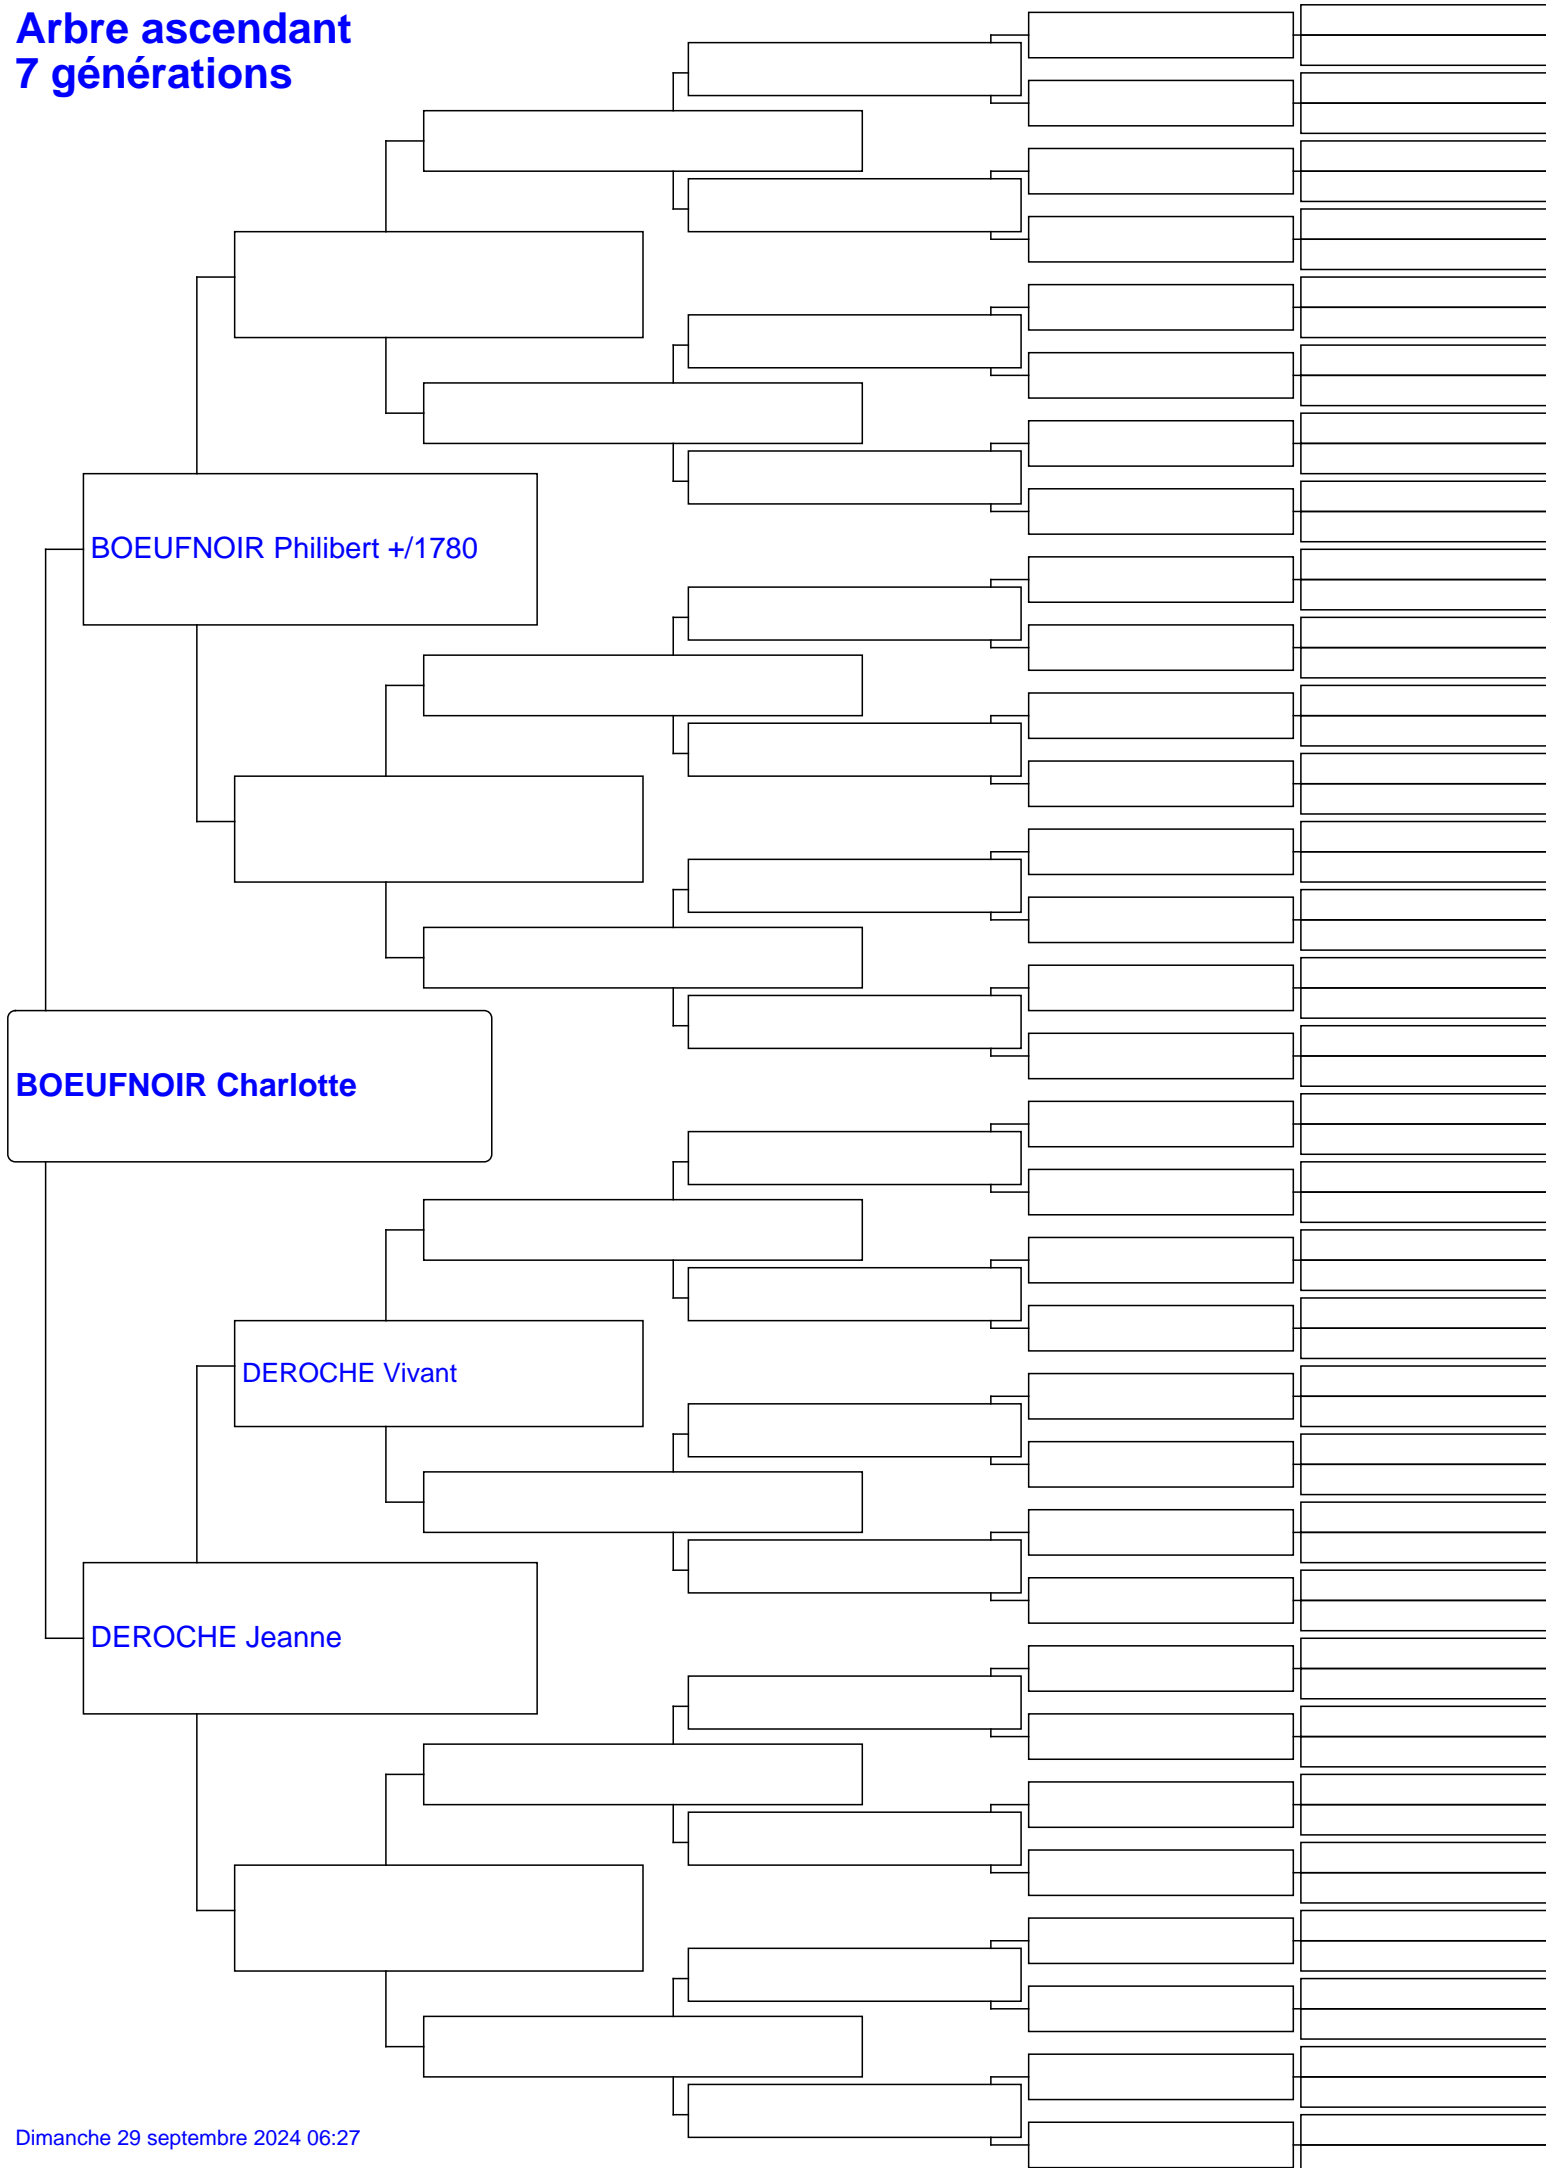 Arbre ascendant
7 générations
BOEUFNOIR Philibert +/1780
BOEUFNOIR Charlotte
DEROCHE Vivant
DEROCHE Jeanne
Dimanche 29 septembre 2024 06:27